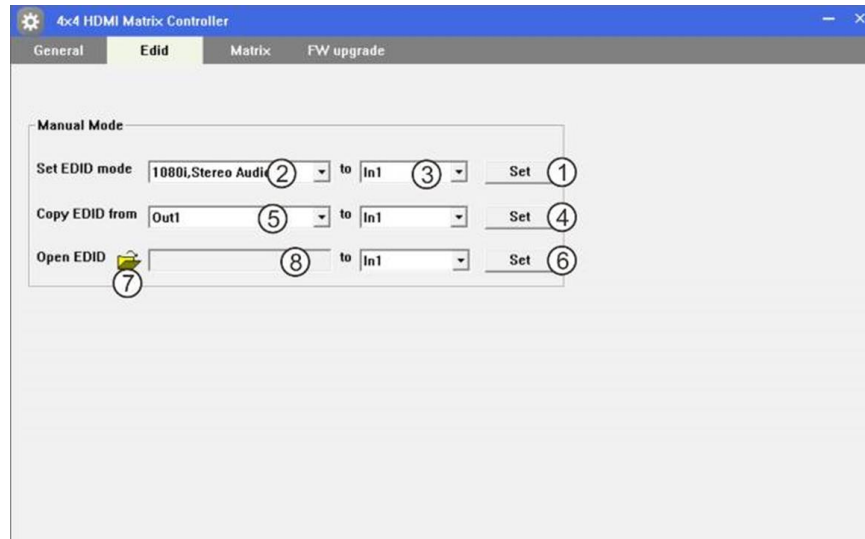 4x4 HDMI Matrix Controller
General Edid Matrix FW upgrade
Manual Mode
Set EDID mode 1080i,Stereo Audio ② to In1 ③ Set ①
Copy EDID from Out1 ⑤ to In1 Set ④
Open EDID ⑧ to In1 Set ⑥
⑦